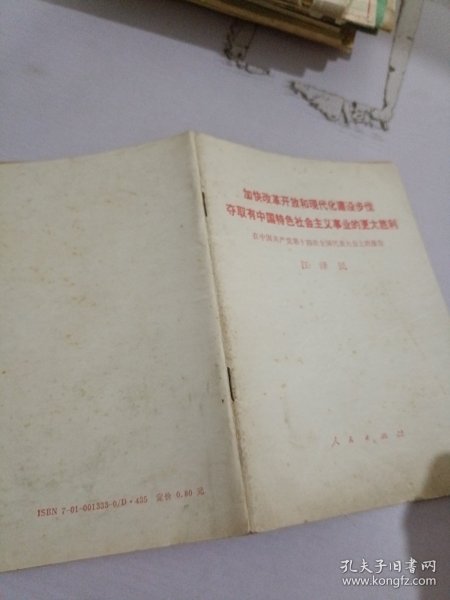 加快改革开放和现代化建设步伐
夺取有中国特色社会主义事业的更大胜利
在中国共产党第十四次全国代表大会上的报告
江泽民
人民出版社
ISBN 7-01-001333-0/D·435 定价 0.80 元
孔夫子旧书网
www.kongfz.com